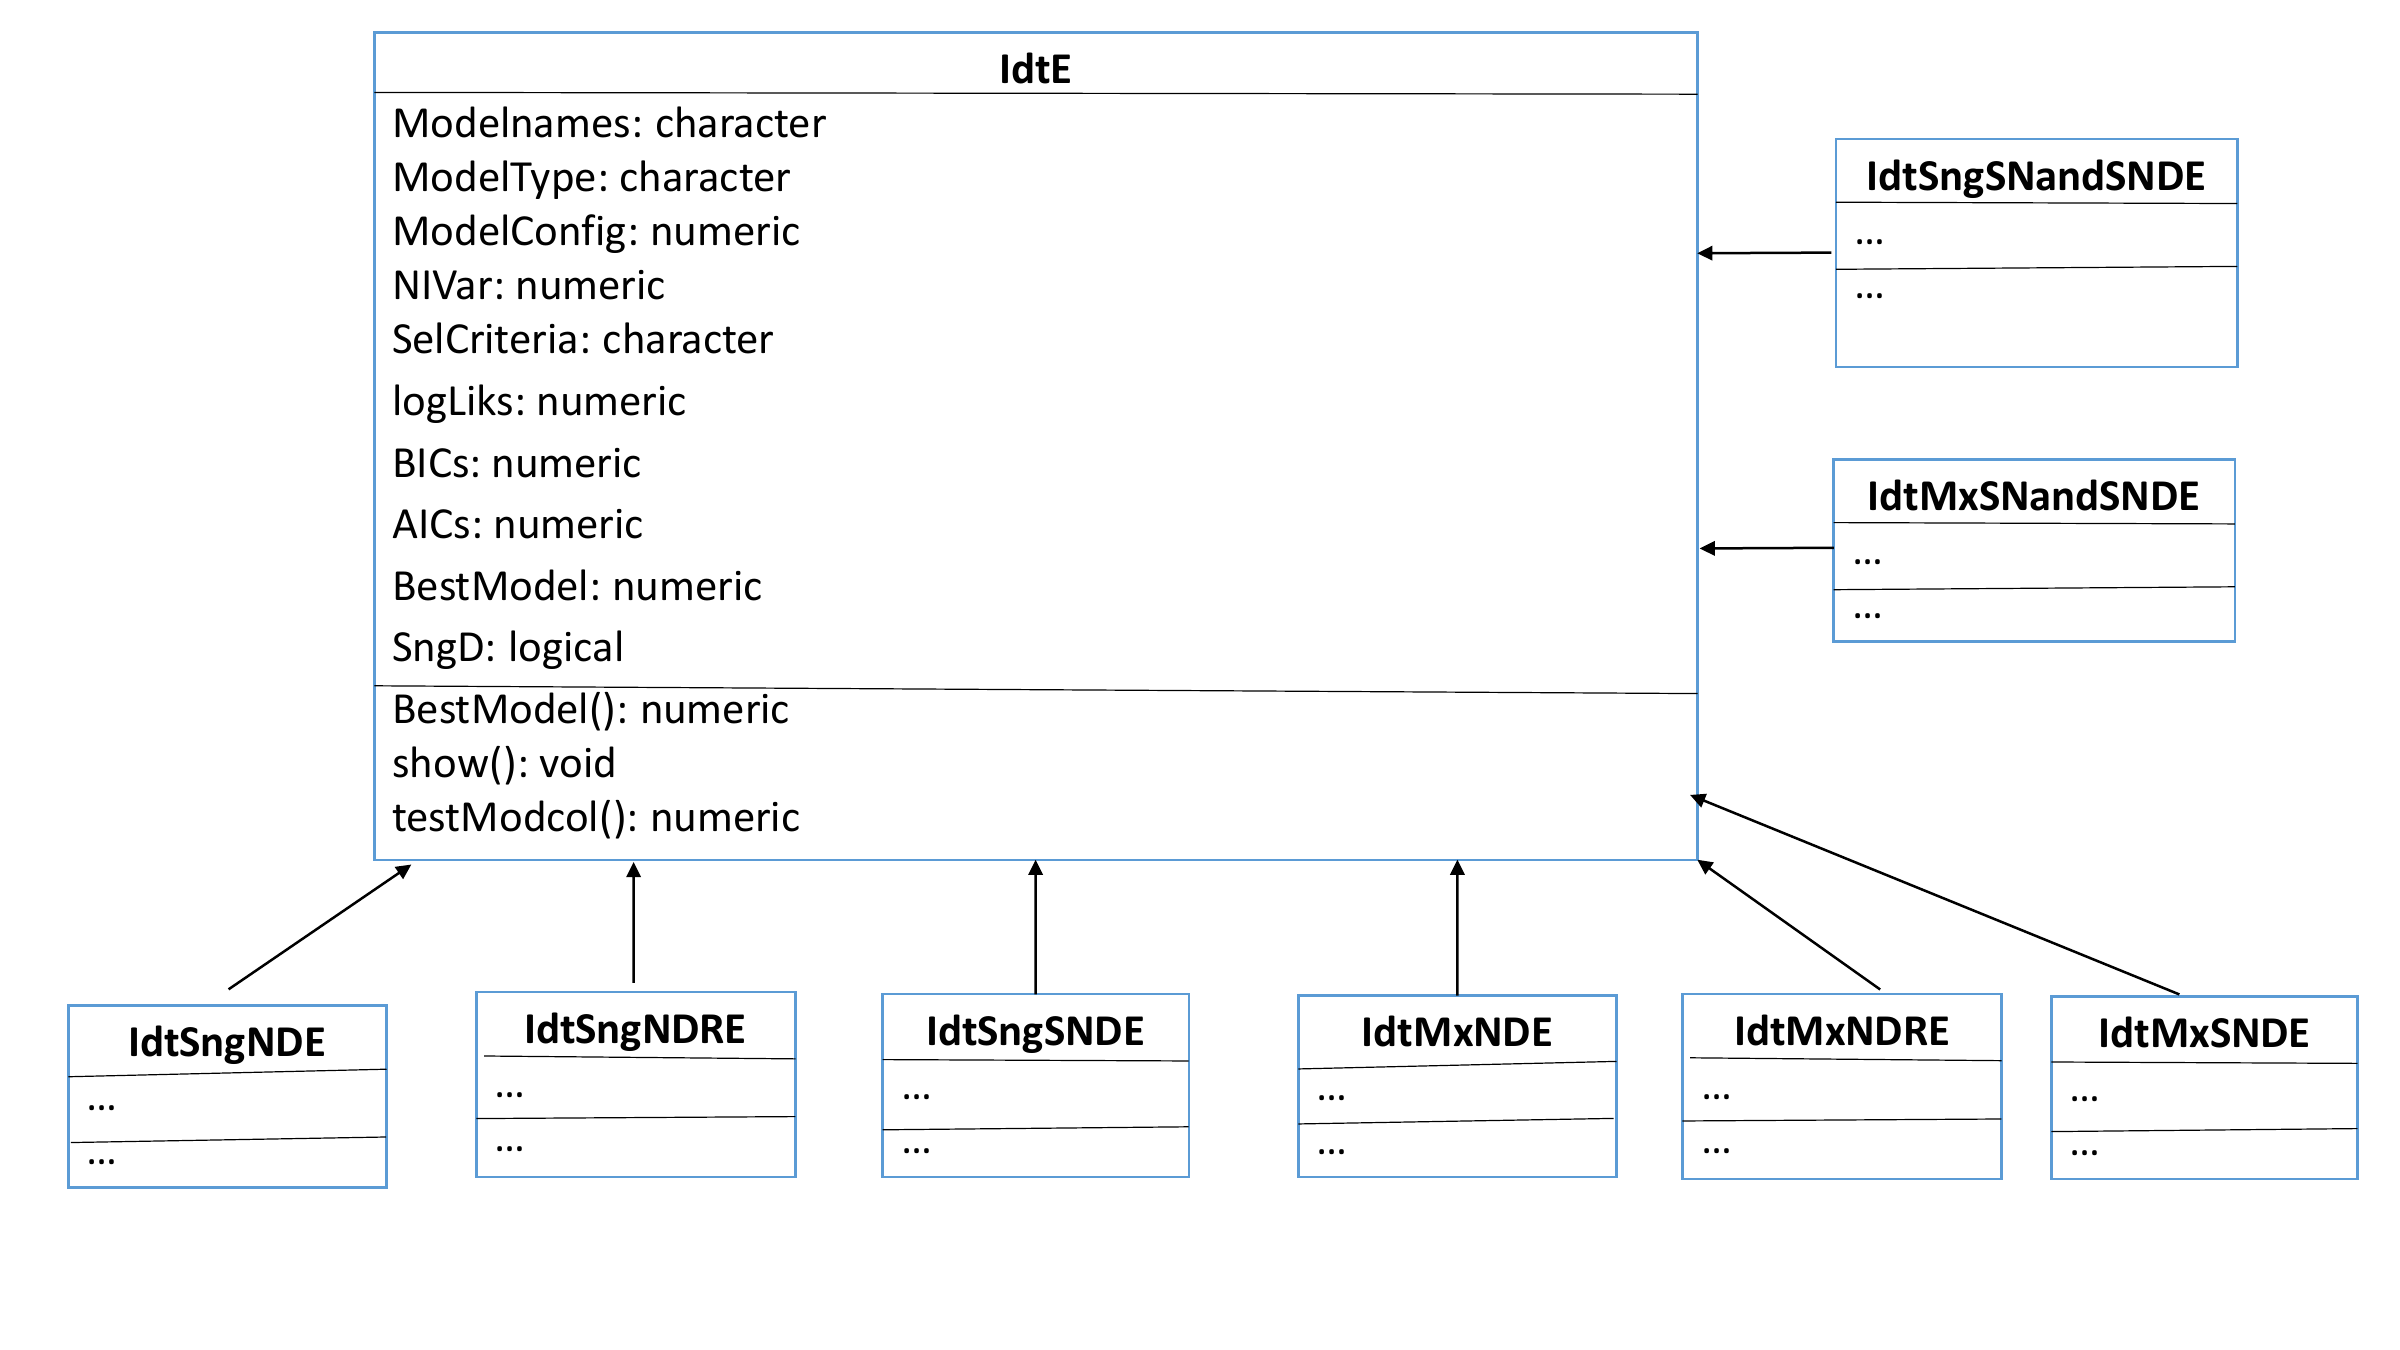 IdtE
Modelnames: character
ModelType: character
ModelConfig: numeric
NIVar: numeric
SelCriteria: character
logLiks: numeric
BICs: numeric
AICs: numeric
BestModel: numeric
SngD: logical
BestModel(): numeric
show(): void
testModcol(): numeric
IdtSngSNandSNDE
...
...
IdtMxSNandSNDE
...
...
IdtSngNDE
...
...
IdtSngNDRE
...
...
IdtSngSNDE
...
...
IdtMxNDE
...
...
IdtMxNDRE
...
...
IdtMxSNDE
...
...